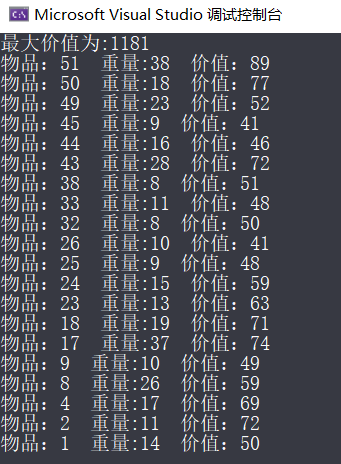 Microsoft Visual Studio 调试控制台
最大价值为:1181
物品：51  重量:38  价值：89
物品：50  重量:18  价值：77
物品：49  重量:23  价值：52
物品：45  重量:9  价值：41
物品：44  重量:16  价值：46
物品：43  重量:28  价值：72
物品：38  重量:8  价值：51
物品：33  重量:11  价值：48
物品：32  重量:8  价值：50
物品：26  重量:10  价值：41
物品：25  重量:9  价值：48
物品：24  重量:15  价值：59
物品：23  重量:13  价值：63
物品：18  重量:19  价值：71
物品：17  重量:37  价值：74
物品：9  重量:10  价值：49
物品：8  重量:26  价值：59
物品：4  重量:17  价值：69
物品：2  重量:11  价值：72
物品：1  重量:14  价值：50